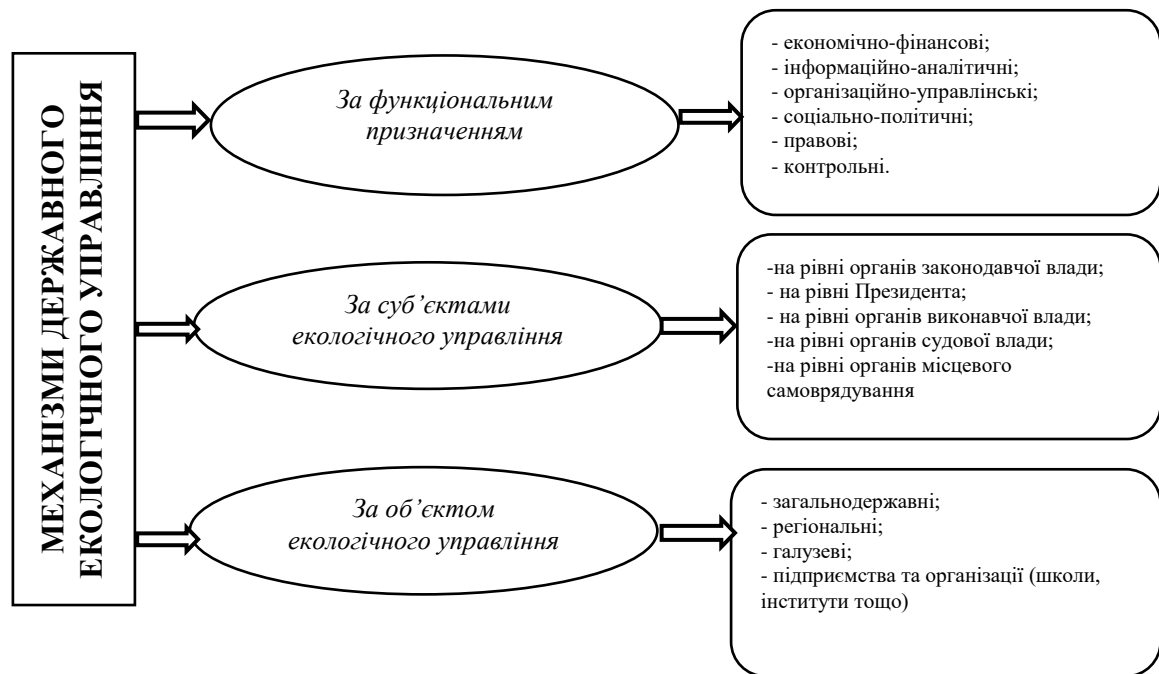 МЕХАНІЗМИ ДЕРЖАВНОГО
ЕКОЛОГІЧНОГО УПРАВЛІННЯ
За функціональним
призначенням
- економічно-фінансові;
- інформаційно-аналітичні;
- організаційно-управлінські;
- соціально-політичні;
- правові;
- контрольні.
За суб’єктами
екологічного управління
-на рівні органів законодавчої влади;
- на рівні Президента;
- на рівні органів виконавчої влади;
-на рівні органів судової влади;
-на рівні органів місцевого
самоврядування
За об’єктом
екологічного управління
- загальнодержавні;
- регіональні;
- галузеві;
- підприємства та організації (школи,
інститути тощо)